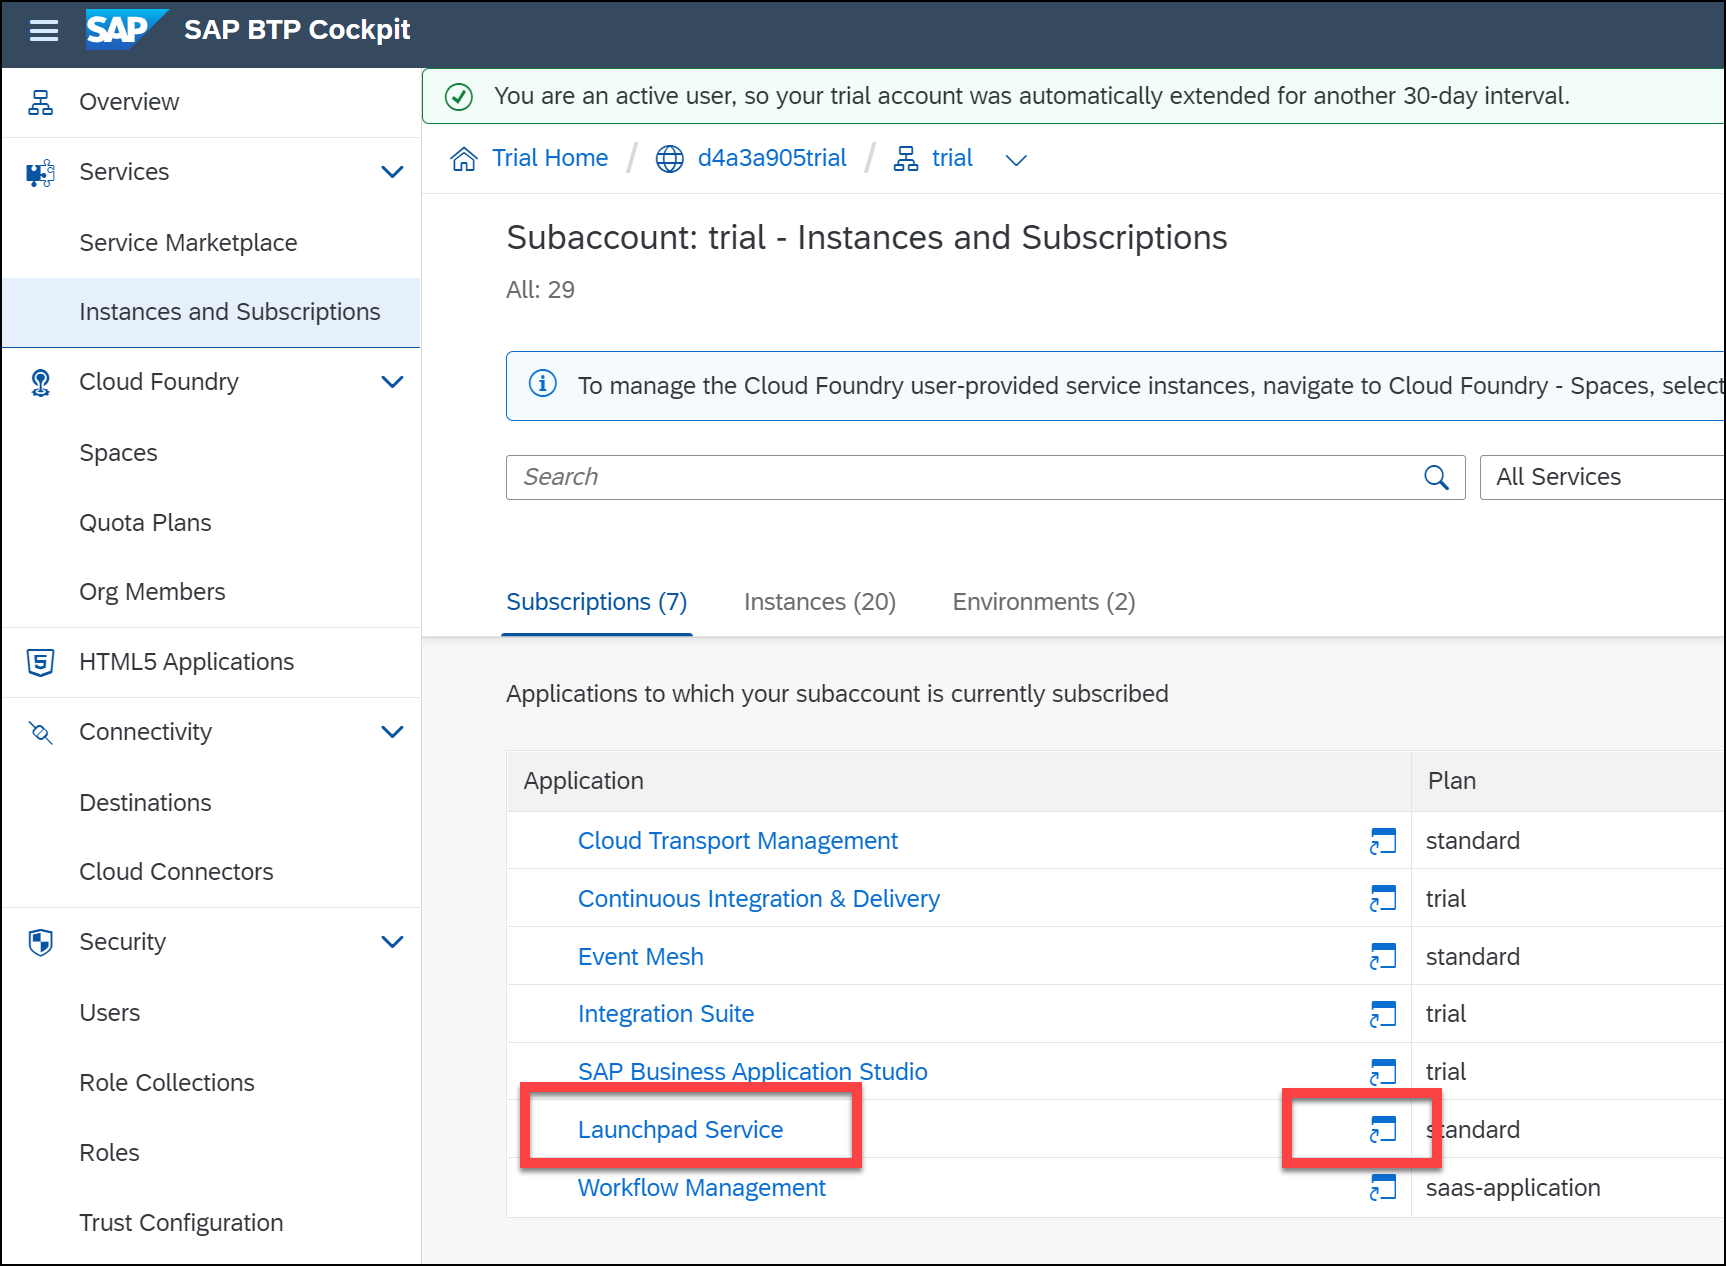 SAP SAP BTP Cockpit
Overview
Services
Service Marketplace
Instances and Subscriptions
Cloud Foundry
Spaces
Quota Plans
Org Members
HTML5 Applications
Connectivity
Destinations
Cloud Connectors
Security
Users
Role Collections
Roles
Trust Configuration
You are an active user, so your trial account was automatically extended for another 30-day interval.
Trial Home / d4a3a905trial / trial
Subaccount: trial - Instances and Subscriptions
All: 29
To manage the Cloud Foundry user-provided service instances, navigate to Cloud Foundry - Spaces, select
Search All Services
Subscriptions (7) Instances (20) Environments (2)
Applications to which your subaccount is currently subscribed
Application Plan
Cloud Transport Management standard
Continuous Integration & Delivery trial
Event Mesh standard
Integration Suite trial
SAP Business Application Studio trial
Launchpad Service standard
Workflow Management saas-application